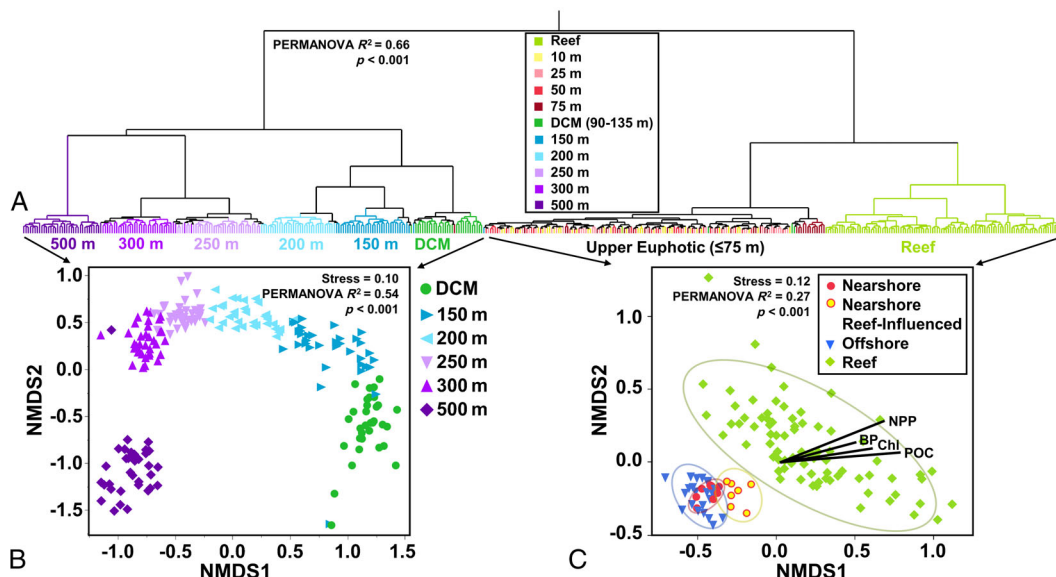 PERMANOVA R² = 0.66
p < 0.001
Reef
10 m
25 m
50 m
75 m
DCM (90-135 m)
150 m
200 m
250 m
300 m
500 m
A
500 m
300 m
250 m
200 m
150 m
DCM
Upper Euphotic (≤75 m)
Reef
Stress = 0.10
PERMANOVA R² = 0.54
p < 0.001
1.0
0.5
0.0
-0.5
-1.0
-1.5
NMDS2
-1.0
-0.5
0.0
0.5
1.0
1.5
NMDS1
B
DCM
150 m
200 m
250 m
300 m
500 m
Stress = 0.12
PERMANOVA R² = 0.27
p < 0.001
Nearshore
Nearshore
Reef-Influenced
Offshore
Reef
1.0
0.5
0.0
-0.5
NMDS2
NPP
BP
Chl
POC
-0.5
0.0
0.5
1.0
NMDS1
C